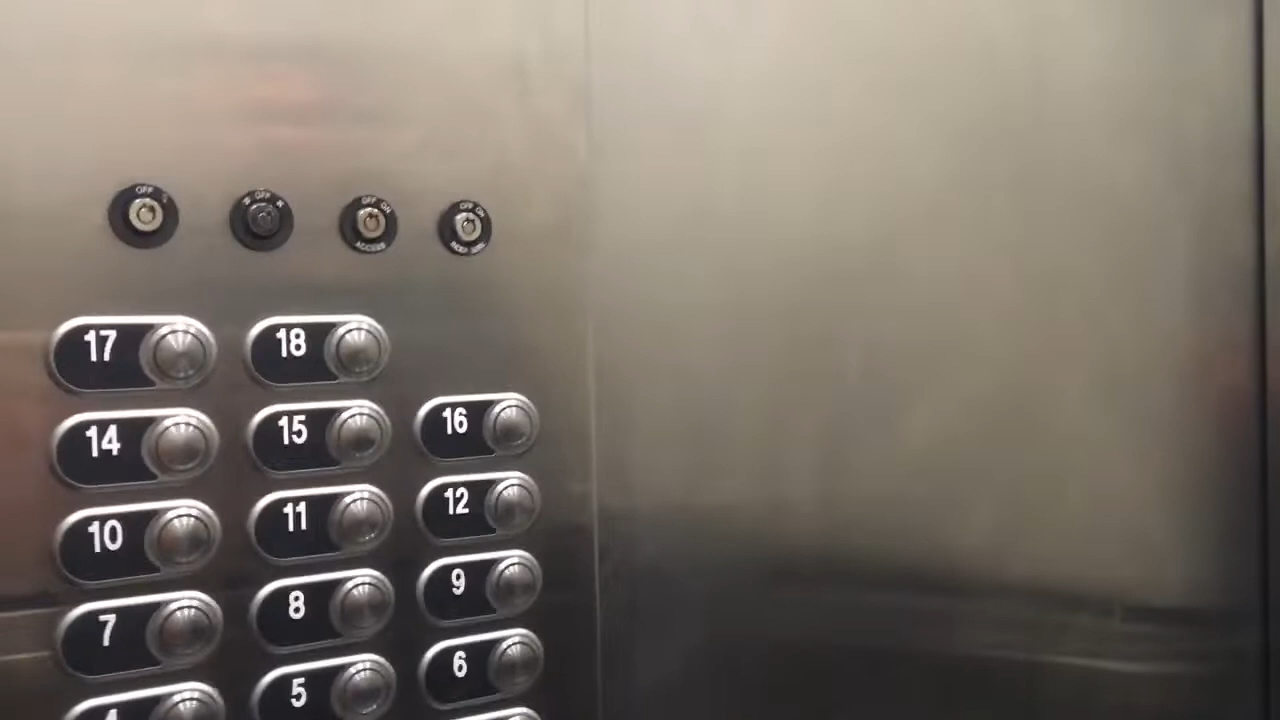 OFF
OFF
OFF ON
ACCESS
OFF ON
17 18
14 15 16
10 11 12
7 8 9
4 5 6